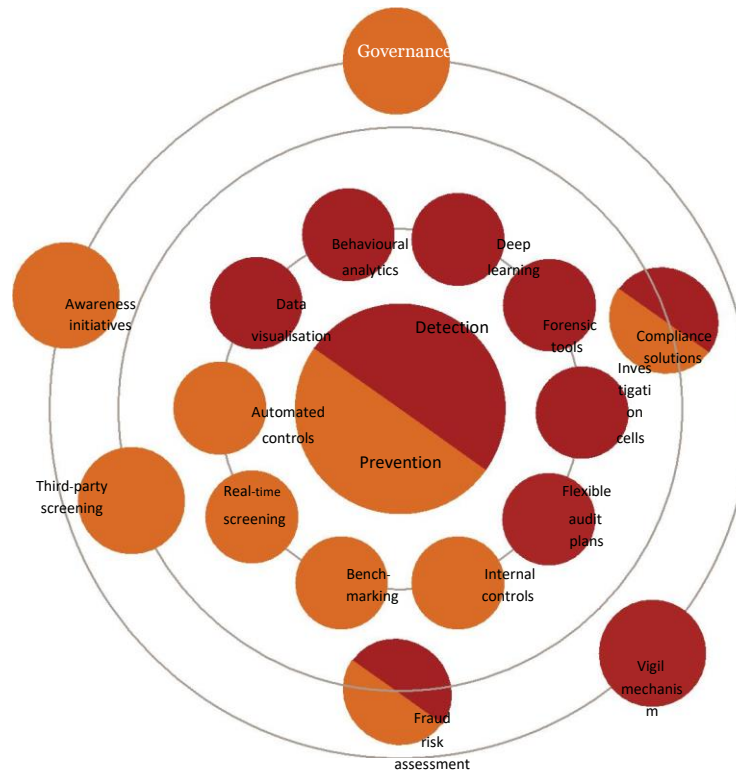 Governance
Behavioural
analytics
Deep
learning
Awareness
initiatives
Data
visualisation
Detection
Forensic
tools
Compliance
solutions
Inves
tigati
on
cells
Automated
controls
Prevention
Third-party
screening
Real-time
screening
Flexible
audit
plans
Bench-
marking
Internal
controls
Vigil
mechanis
m
Fraud
risk
assessment